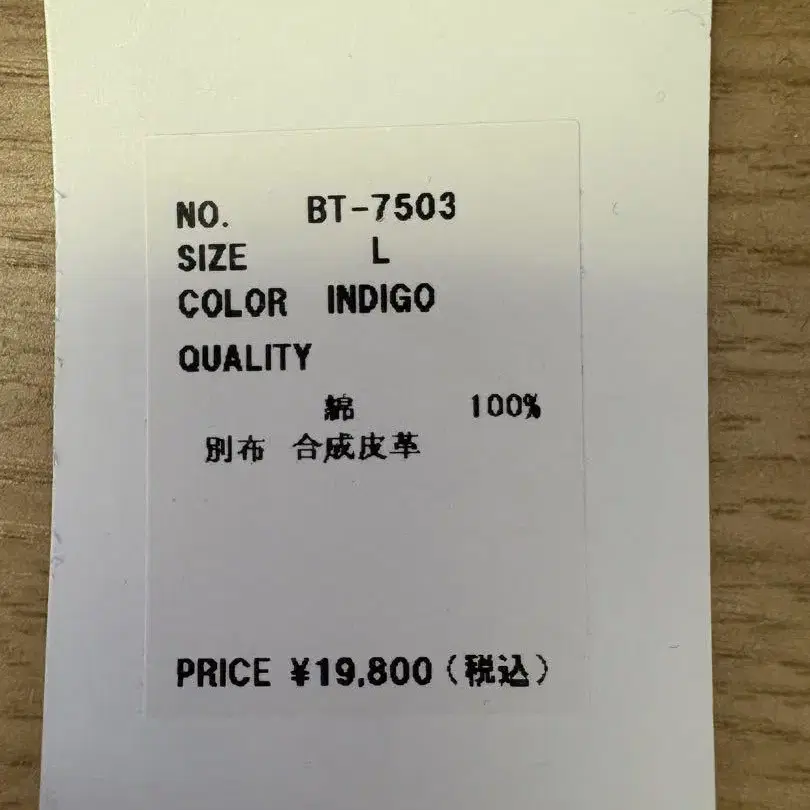 NO. BT-7503
SIZE L
COLOR INDIGO
QUALITY
綿 100%
別布 合成皮革
PRICE ¥19,800(税込)